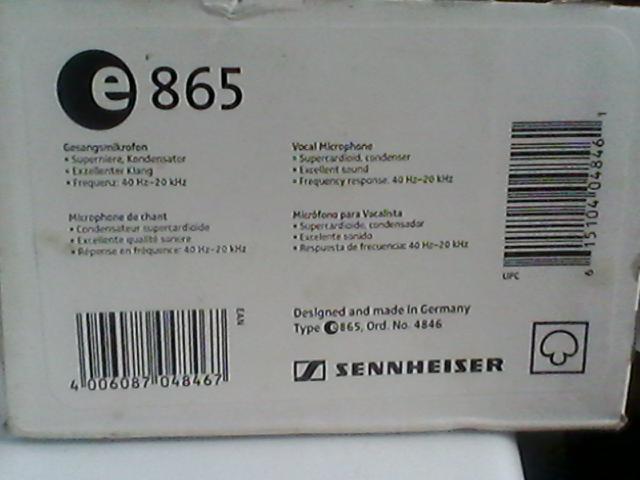 e 865
Gesangsmikrofon
• Superniere, Kondensator
• Exzellenter Klang
• Frequenz: 40 Hz–20 kHz
Vocal Microphone
• Supercardioid, condenser
• Excellent sound
• Frequency response: 40 Hz–20 kHz
Microphone de chant
• Condensateur supercardioïde
• Excellente qualité sonore
• Réponse en fréquence: 40 Hz–20 kHz
Micrófono para Vocalista
• Supercardioide, condensador
• Excelente sonido
• Respuesta de frecuencia: 40 Hz–20 kHz
6 15104 04846 1
UPC
EAN
4 006087 048467
Designed and made in Germany
Type e865, Ord. No. 4846
SENNHEISER